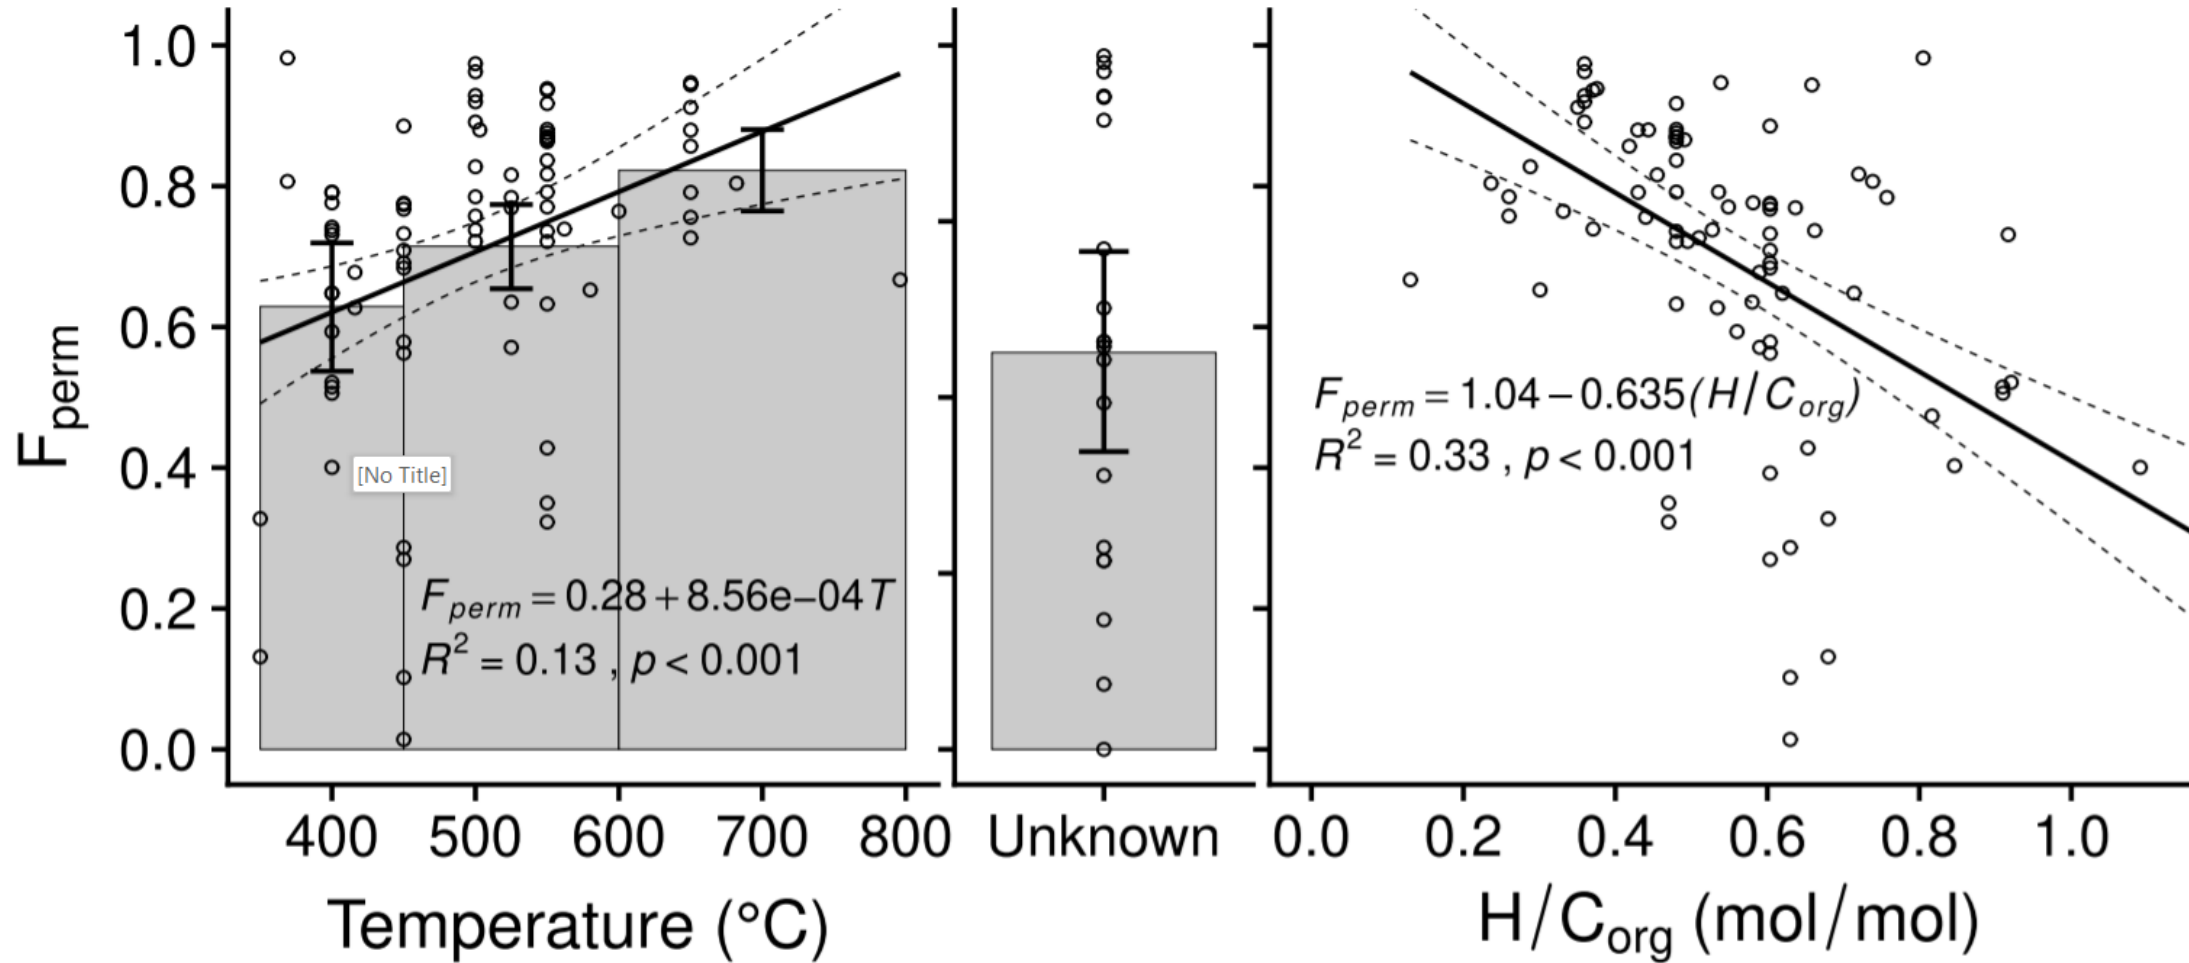 1.0
0.8
0.6
0.4
0.2
0.0
F_perm
[No Title]
F_perm = 0.28 + 8.56e−04 T
R² = 0.13 , p < 0.001
400 500 600 700 800
Temperature (°C)
Unknown
F_perm = 1.04 − 0.635(H/C_org)
R² = 0.33 , p < 0.001
0.0 0.2 0.4 0.6 0.8 1.0
H/C_org (mol/mol)